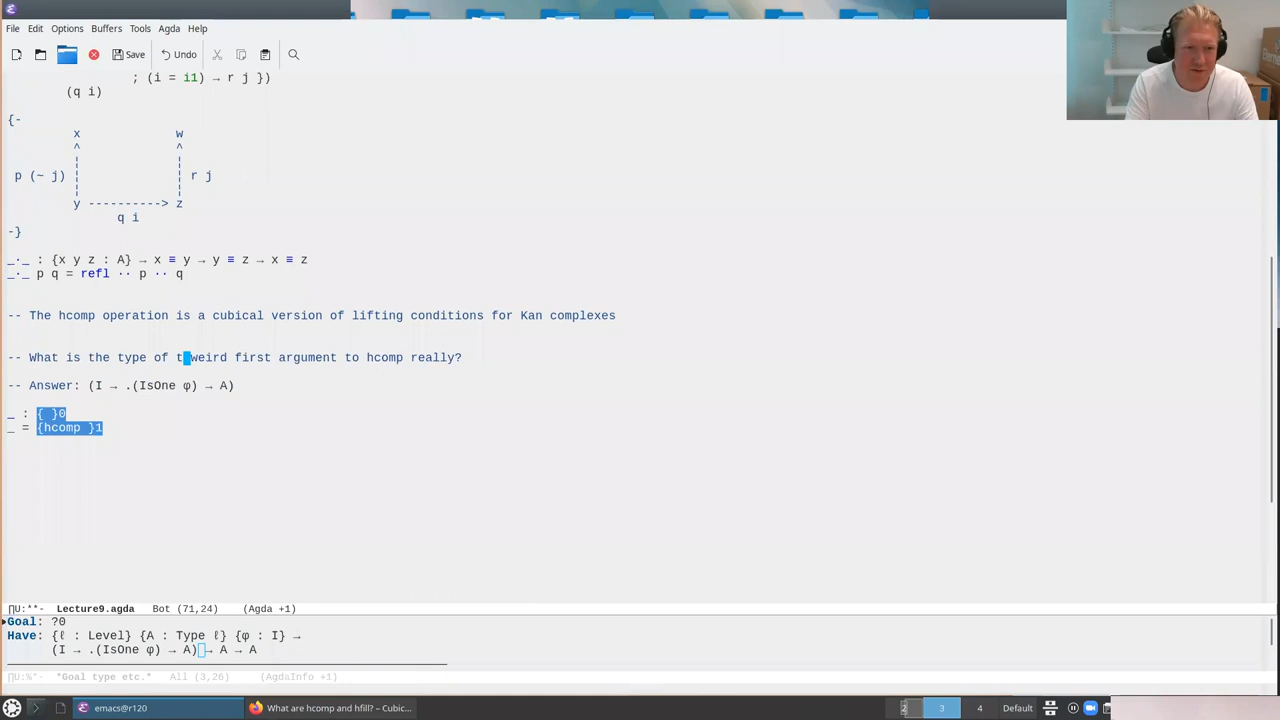 File Edit Options Buffers Tools Agda Help
Save Undo
; (i = i1) → r j })
(q i)
{-
x w
^ ^
p (~ j) r j
y ----------> z
q i
-}
_∙_ : {x y z : A} → x ≡ y → y ≡ z → x ≡ z
_∙_ p q = refl ∙∙ p ∙∙ q
-- The hcomp operation is a cubical version of lifting conditions for Kan complexes
-- What is the type of t weird first argument to hcomp really?
-- Answer: (I → .(IsOne φ) → A)
_ : { }0
_ = {hcomp }1
∏U:**- Lecture9.agda Bot (71,24) (Agda +1)
Goal: ?0
Have: {ℓ : Level} {A : Type ℓ} {φ : I} →
(I → .(IsOne φ) → A) → A → A
∏U:%*- *Goal type etc.* All (3,26) (AgdaInfo +1)
emacs@r120 What are hcomp and hfill? – Cubic... 2 3 4 Default